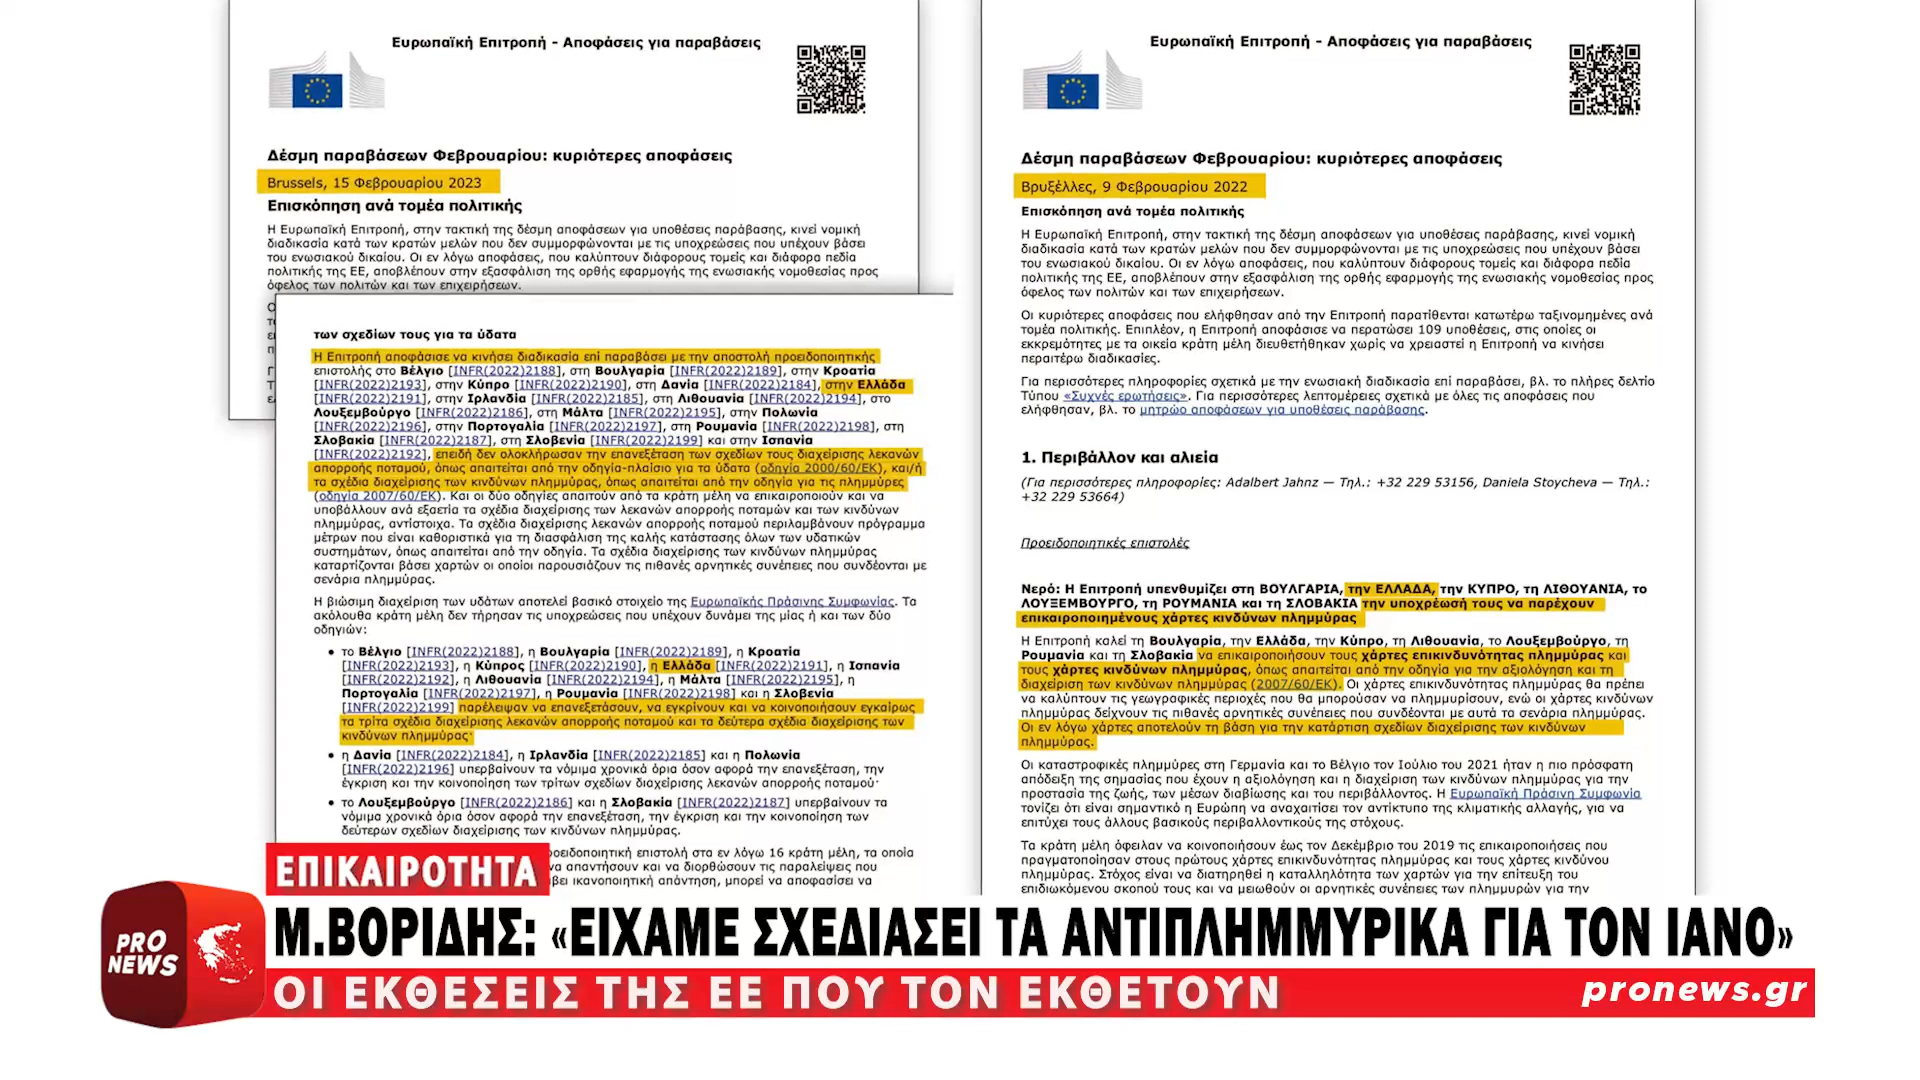 Ευρωπαϊκή Επιτροπή - Αποφάσεις για παραβάσεις
Δέσμη παραβάσεων Φεβρουαρίου: κυριότερες αποφάσεις
Brussels, 15 Φεβρουαρίου 2023
Επισκόπηση ανά τομέα πολιτικής
Η Ευρωπαϊκή Επιτροπή, στην τακτική της δέσμη αποφάσεων για υποθέσεις παράβασης, κινεί νομική
διαδικασία κατά των κρατών μελών που δεν συμμορφώνονται με τις υποχρεώσεις που υπέχουν βάσει
του ενωσιακού δικαίου. Οι εν λόγω αποφάσεις, που καλύπτουν διάφορους τομείς και διάφορα πεδία
πολιτικής της ΕΕ, αποβλέπουν στην εξασφάλιση της ορθής εφαρμογής της ενωσιακής νομοθεσίας προς
όφελος των πολιτών και των επιχειρήσεων.
των σχεδίων τους για τα ύδατα
Η Επιτροπή αποφάσισε να κινήσει διαδικασία επί παραβάσει με την αποστολή προειδοποιητικής
επιστολής στο Βέλγιο [INFR(2022)2188], στη Βουλγαρία [INFR(2022)2189], στην Κροατία
[INFR(2022)2193], στην Κύπρο [INFR(2022)2190], στη Δανία [INFR(2022)2184], στην Ελλάδα
[INFR(2022)2191], στην Ιρλανδία [INFR(2022)2185], στη Λιθουανία [INFR(2022)2194], στο
Λουξεμβούργο [INFR(2022)2186], στη Μάλτα [INFR(2022)2195], στην Πολωνία
[INFR(2022)2196], στην Πορτογαλία [INFR(2022)2197], στη Ρουμανία [INFR(2022)2198], στη
Σλοβακία [INFR(2022)2187], στη Σλοβενία [INFR(2022)2199] και στην Ισπανία
[INFR(2022)2192], επειδή δεν ολοκλήρωσαν την επανεξέταση των σχεδίων τους διαχείρισης λεκανών
απορροής ποταμού, όπως απαιτείται από την οδηγία-πλαίσιο για τα ύδατα (οδηγία 2000/60/ΕΚ), και/ή
τα σχέδια διαχείρισης των κινδύνων πλημμύρας, όπως απαιτείται από την οδηγία για τις πλημμύρες
(οδηγία 2007/60/ΕΚ). Και οι δύο οδηγίες απαιτούν από τα κράτη μέλη να επικαιροποιούν και να
υποβάλλουν ανά εξαετία τα σχέδια διαχείρισης των λεκανών απορροής ποταμών και των κινδύνων
πλημμύρας, αντίστοιχα. Τα σχέδια διαχείρισης λεκανών απορροής ποταμού περιλαμβάνουν πρόγραμμα
μέτρων που είναι καθοριστικά για τη διασφάλιση της καλής κατάστασης όλων των υδατικών
συστημάτων, όπως απαιτείται από την οδηγία. Τα σχέδια διαχείρισης των κινδύνων πλημμύρας
καταρτίζονται βάσει χαρτών οι οποίοι παρουσιάζουν τις πιθανές αρνητικές συνέπειες που συνδέονται με
σενάρια πλημμύρας.
Η βιώσιμη διαχείριση των υδάτων αποτελεί βασικό στοιχείο της Ευρωπαϊκής Πράσινης Συμφωνίας. Τα
ακόλουθα κράτη μέλη δεν τήρησαν τις υποχρεώσεις που υπέχουν δυνάμει της μίας ή και των δύο
οδηγιών:
• το Βέλγιο [INFR(2022)2188], η Βουλγαρία [INFR(2022)2189], η Κροατία
[INFR(2022)2193], η Κύπρος [INFR(2022)2190], η Ελλάδα [INFR(2022)2191], η Ισπανία
[INFR(2022)2192], η Λιθουανία [INFR(2022)2194], η Μάλτα [INFR(2022)2195], η
Πορτογαλία [INFR(2022)2197], η Ρουμανία [INFR(2022)2198] και η Σλοβενία
[INFR(2022)2199] παρέλειψαν να επανεξετάσουν, να εγκρίνουν και να κοινοποιήσουν εγκαίρως
τα τρίτα σχέδια διαχείρισης λεκανών απορροής ποταμού και τα δεύτερα σχέδια διαχείρισης των
κινδύνων πλημμύρας·
• η Δανία [INFR(2022)2184], η Ιρλανδία [INFR(2022)2185] και η Πολωνία
[INFR(2022)2196] υπερβαίνουν τα νόμιμα χρονικά όρια όσον αφορά την επανεξέταση, την
έγκριση και την κοινοποίηση των τρίτων σχεδίων διαχείρισης λεκανών απορροής ποταμού·
• το Λουξεμβούργο [INFR(2022)2186] και η Σλοβακία [INFR(2022)2187] υπερβαίνουν τα
νόμιμα χρονικά όρια όσον αφορά την επανεξέταση, την έγκριση και την κοινοποίηση των
δεύτερων σχεδίων διαχείρισης των κινδύνων πλημμύρας.
ροειδοποιητική επιστολή στα εν λόγω 16 κράτη μέλη, τα οποία
να απαντήσουν και να διορθώσουν τις παραλείψεις που
βει ικανοποιητική απάντηση, μπορεί να αποφασίσει να
Ευρωπαϊκή Επιτροπή - Αποφάσεις για παραβάσεις
Δέσμη παραβάσεων Φεβρουαρίου: κυριότερες αποφάσεις
Βρυξέλλες, 9 Φεβρουαρίου 2022
Επισκόπηση ανά τομέα πολιτικής
Η Ευρωπαϊκή Επιτροπή, στην τακτική της δέσμη αποφάσεων για υποθέσεις παράβασης, κινεί νομική
διαδικασία κατά των κρατών μελών που δεν συμμορφώνονται με τις υποχρεώσεις που υπέχουν βάσει
του ενωσιακού δικαίου. Οι εν λόγω αποφάσεις, που καλύπτουν διάφορους τομείς και διάφορα πεδία
πολιτικής της ΕΕ, αποβλέπουν στην εξασφάλιση της ορθής εφαρμογής της ενωσιακής νομοθεσίας προς
όφελος των πολιτών και των επιχειρήσεων.
Οι κυριότερες αποφάσεις που ελήφθησαν από την Επιτροπή παρατίθενται κατωτέρω ταξινομημένες ανά
τομέα πολιτικής. Επιπλέον, η Επιτροπή αποφάσισε να περατώσει 109 υποθέσεις, στις οποίες οι
εκκρεμότητες με τα οικεία κράτη μέλη διευθετήθηκαν χωρίς να χρειαστεί η Επιτροπή να κινήσει
περαιτέρω διαδικασίες.
Για περισσότερες πληροφορίες σχετικά με την ενωσιακή διαδικασία επί παραβάσει, βλ. το πλήρες δελτίο
Τύπου «Συχνές ερωτήσεις». Για περισσότερες λεπτομέρειες σχετικά με όλες τις αποφάσεις που
ελήφθησαν, βλ. το μητρώο αποφάσεων για υποθέσεις παράβασης.
1. Περιβάλλον και αλιεία
(Για περισσότερες πληροφορίες: Adalbert Jahnz — Τηλ.: +32 229 53156, Daniela Stoycheva — Τηλ.:
+32 229 53664)
Προειδοποιητικές επιστολές
Νερό: Η Επιτροπή υπενθυμίζει στη ΒΟΥΛΓΑΡΙΑ, την ΕΛΛΑΔΑ, την ΚΥΠΡΟ, τη ΛΙΘΟΥΑΝΙΑ, το
ΛΟΥΞΕΜΒΟΥΡΓΟ, τη ΡΟΥΜΑΝΙΑ και τη ΣΛΟΒΑΚΙΑ την υποχρέωσή τους να παρέχουν
επικαιροποιημένους χάρτες κινδύνων πλημμύρας
Η Επιτροπή καλεί τη Βουλγαρία, την Ελλάδα, την Κύπρο, τη Λιθουανία, το Λουξεμβούργο, τη
Ρουμανία και τη Σλοβακία να επικαιροποιήσουν τους χάρτες επικινδυνότητας πλημμύρας και
τους χάρτες κινδύνων πλημμύρας, όπως απαιτείται από την οδηγία για την αξιολόγηση και τη
διαχείριση των κινδύνων πλημμύρας (2007/60/ΕΚ). Οι χάρτες επικινδυνότητας πλημμύρας θα πρέπει
να καλύπτουν τις γεωγραφικές περιοχές που θα μπορούσαν να πλημμυρίσουν, ενώ οι χάρτες κινδύνων
πλημμύρας δείχνουν τις πιθανές αρνητικές συνέπειες που συνδέονται με αυτά τα σενάρια πλημμύρας.
Οι εν λόγω χάρτες αποτελούν τη βάση για την κατάρτιση σχεδίων διαχείρισης των κινδύνων
πλημμύρας.
Οι καταστροφικές πλημμύρες στη Γερμανία και το Βέλγιο τον Ιούλιο του 2021 ήταν η πιο πρόσφατη
απόδειξη της σημασίας που έχουν η αξιολόγηση και η διαχείριση των κινδύνων πλημμύρας για την
προστασία της ζωής, των μέσων διαβίωσης και του περιβάλλοντος. Η Ευρωπαϊκή Πράσινη Συμφωνία
τονίζει ότι είναι σημαντικό η Ευρώπη να αναχαιτίσει τον αντίκτυπο της κλιματικής αλλαγής, για να
επιτύχει τους άλλους βασικούς περιβαλλοντικούς της στόχους.
Τα κράτη μέλη όφειλαν να κοινοποιήσουν έως τον Δεκέμβριο του 2019 τις επικαιροποιήσεις που
πραγματοποίησαν στους πρώτους χάρτες επικινδυνότητας πλημμύρας και τους χάρτες κινδύνου
πλημμύρας. Στόχος είναι να διατηρηθεί η καταλληλότητα των χαρτών για την επίτευξη του
επιδιωκόμενου σκοπού τους και να μειωθούν οι αρνητικές συνέπειες των πλημμυρών για την
ΕΠΙΚΑΙΡΟΤΗΤΑ
PRO
NEWS
Μ.ΒΟΡΙΔΗΣ: «ΕΙΧΑΜΕ ΣΧΕΔΙΑΣΕΙ ΤΑ ΑΝΤΙΠΛΗΜΜΥΡΙΚΑ ΓΙΑ ΤΟΝ ΙΑΝΟ»
ΟΙ ΕΚΘΕΣΕΙΣ ΤΗΣ ΕΕ ΠΟΥ ΤΟΝ ΕΚΘΕΤΟΥΝ
pronews.gr